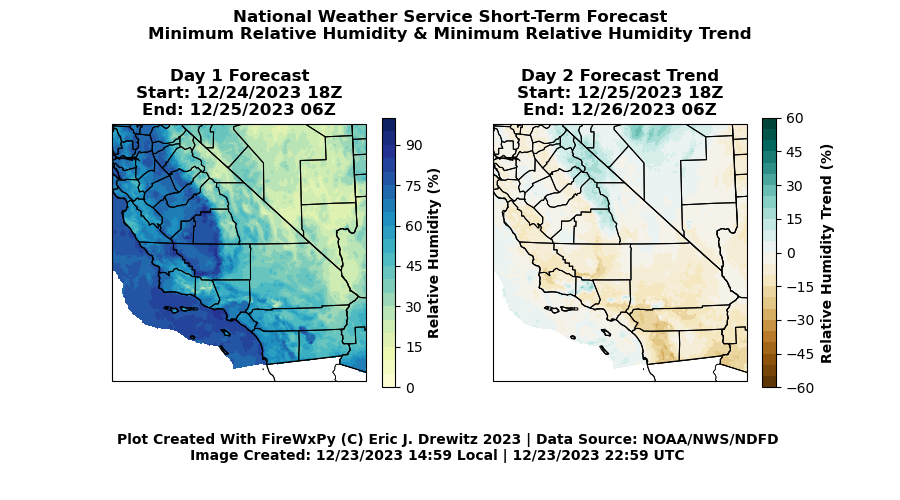 National Weather Service Short-Term Forecast
Minimum Relative Humidity & Minimum Relative Humidity Trend
Day 1 Forecast
Start: 12/24/2023 18Z
End: 12/25/2023 06Z
90
75
60
45
30
15
0
Relative Humidity (%)
Day 2 Forecast Trend
Start: 12/25/2023 18Z
End: 12/26/2023 06Z
60
45
30
15
0
−15
−30
−45
−60
Relative Humidity Trend (%)
Plot Created With FireWxPy (C) Eric J. Drewitz 2023 | Data Source: NOAA/NWS/NDFD
Image Created: 12/23/2023 14:59 Local | 12/23/2023 22:59 UTC